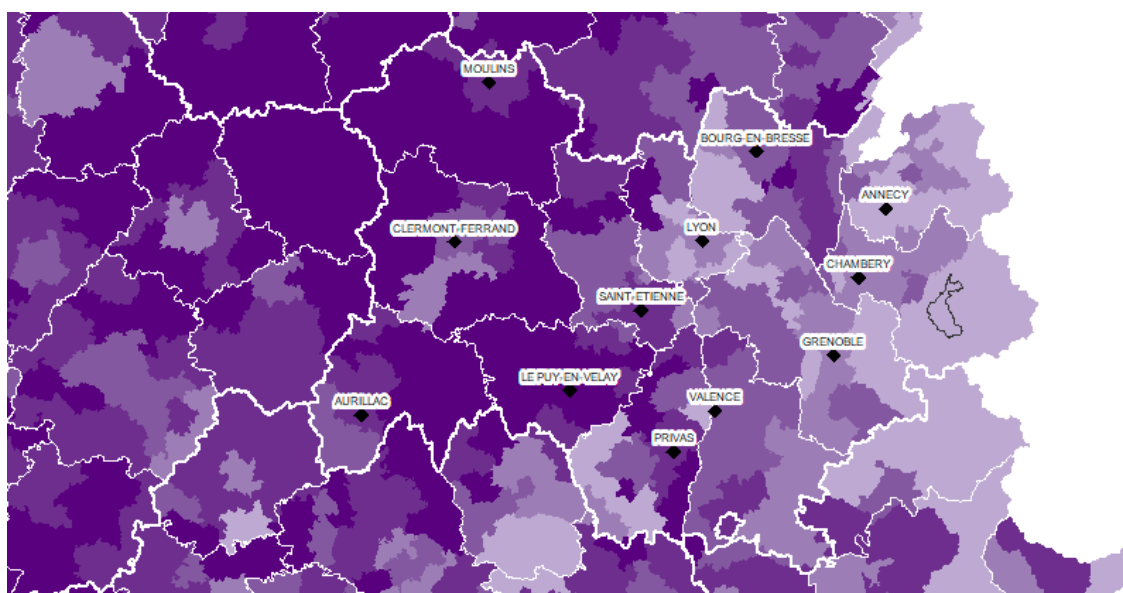 MOULINS
BOURG-EN-BRESSE
ANNECY
CLERMONT-FERRAND
LYON
CHAMBERY
SAINT-ETIENNE
GRENOBLE
LE PUY-EN-VELAY
VALENCE
AURILLAC
PRIVAS